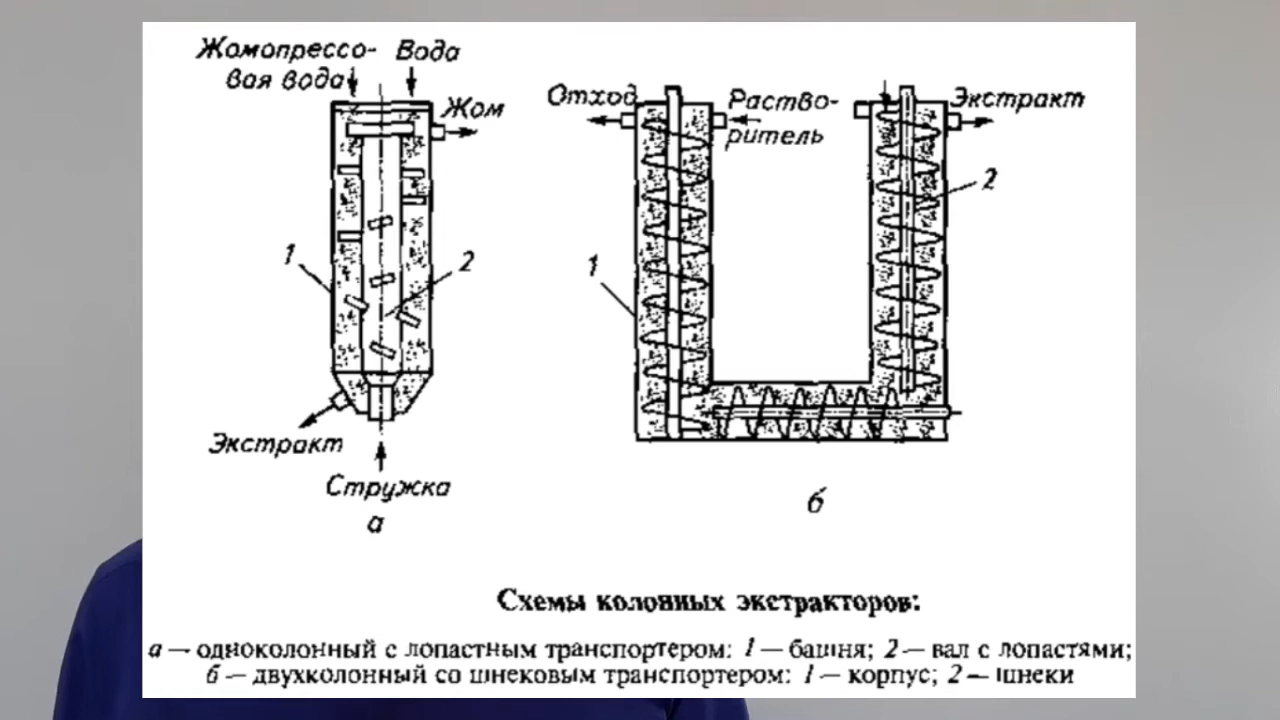 Жомопрессо- Вода
вая вода
Жом
1
2
Экстракт
Стружка
а
Отход
Раство-
ритель
Экстракт
2
1
б
Схемы колонных экстракторов:
а — одноколонный с лопастным транспортером: 1 — башня; 2 — вал с лопастями;
б — двухколонный со шнековым транспортером: 1 — корпус; 2 — шнеки